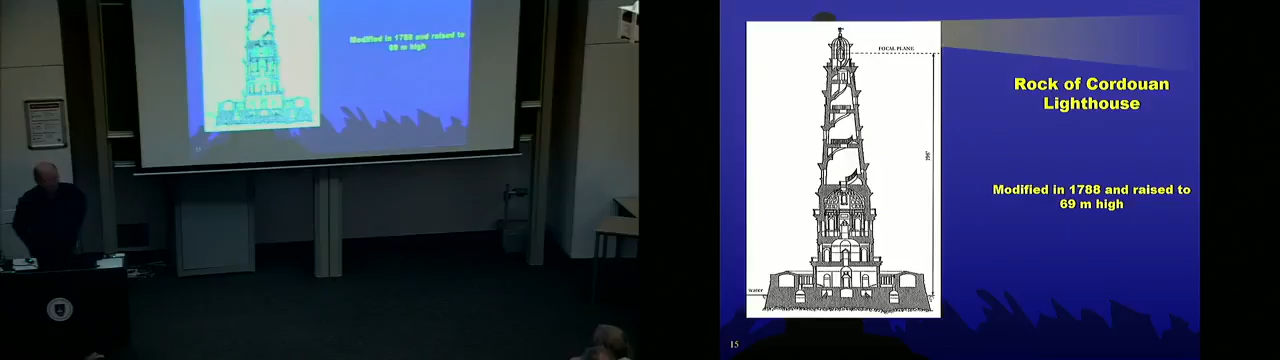 Modified in 1788 and raised to
69 m high
FOCAL PLANE
Rock of Cordouan
Lighthouse
Modified in 1788 and raised to
69 m high
water
15